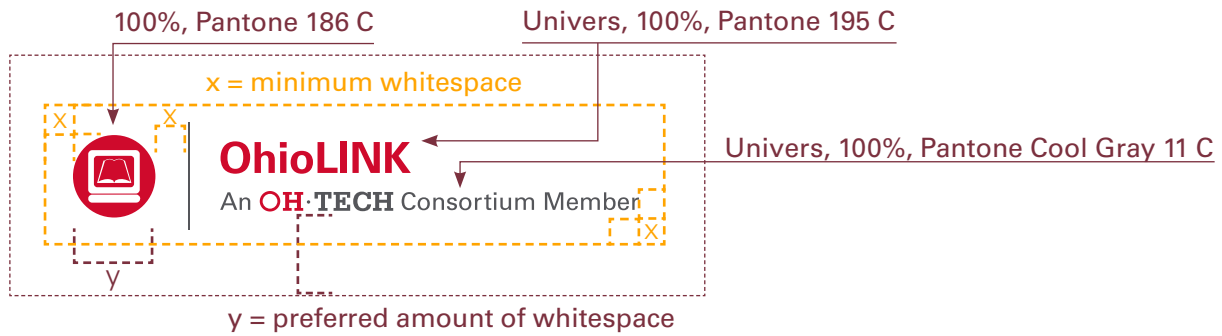 100%, Pantone 186 C
Univers, 100%, Pantone 195 C
x = minimum whitespace
x
x
OhioLINK
Univers, 100%, Pantone Cool Gray 11 C
An OH·TECH Consortium Member
x
y
y = preferred amount of whitespace